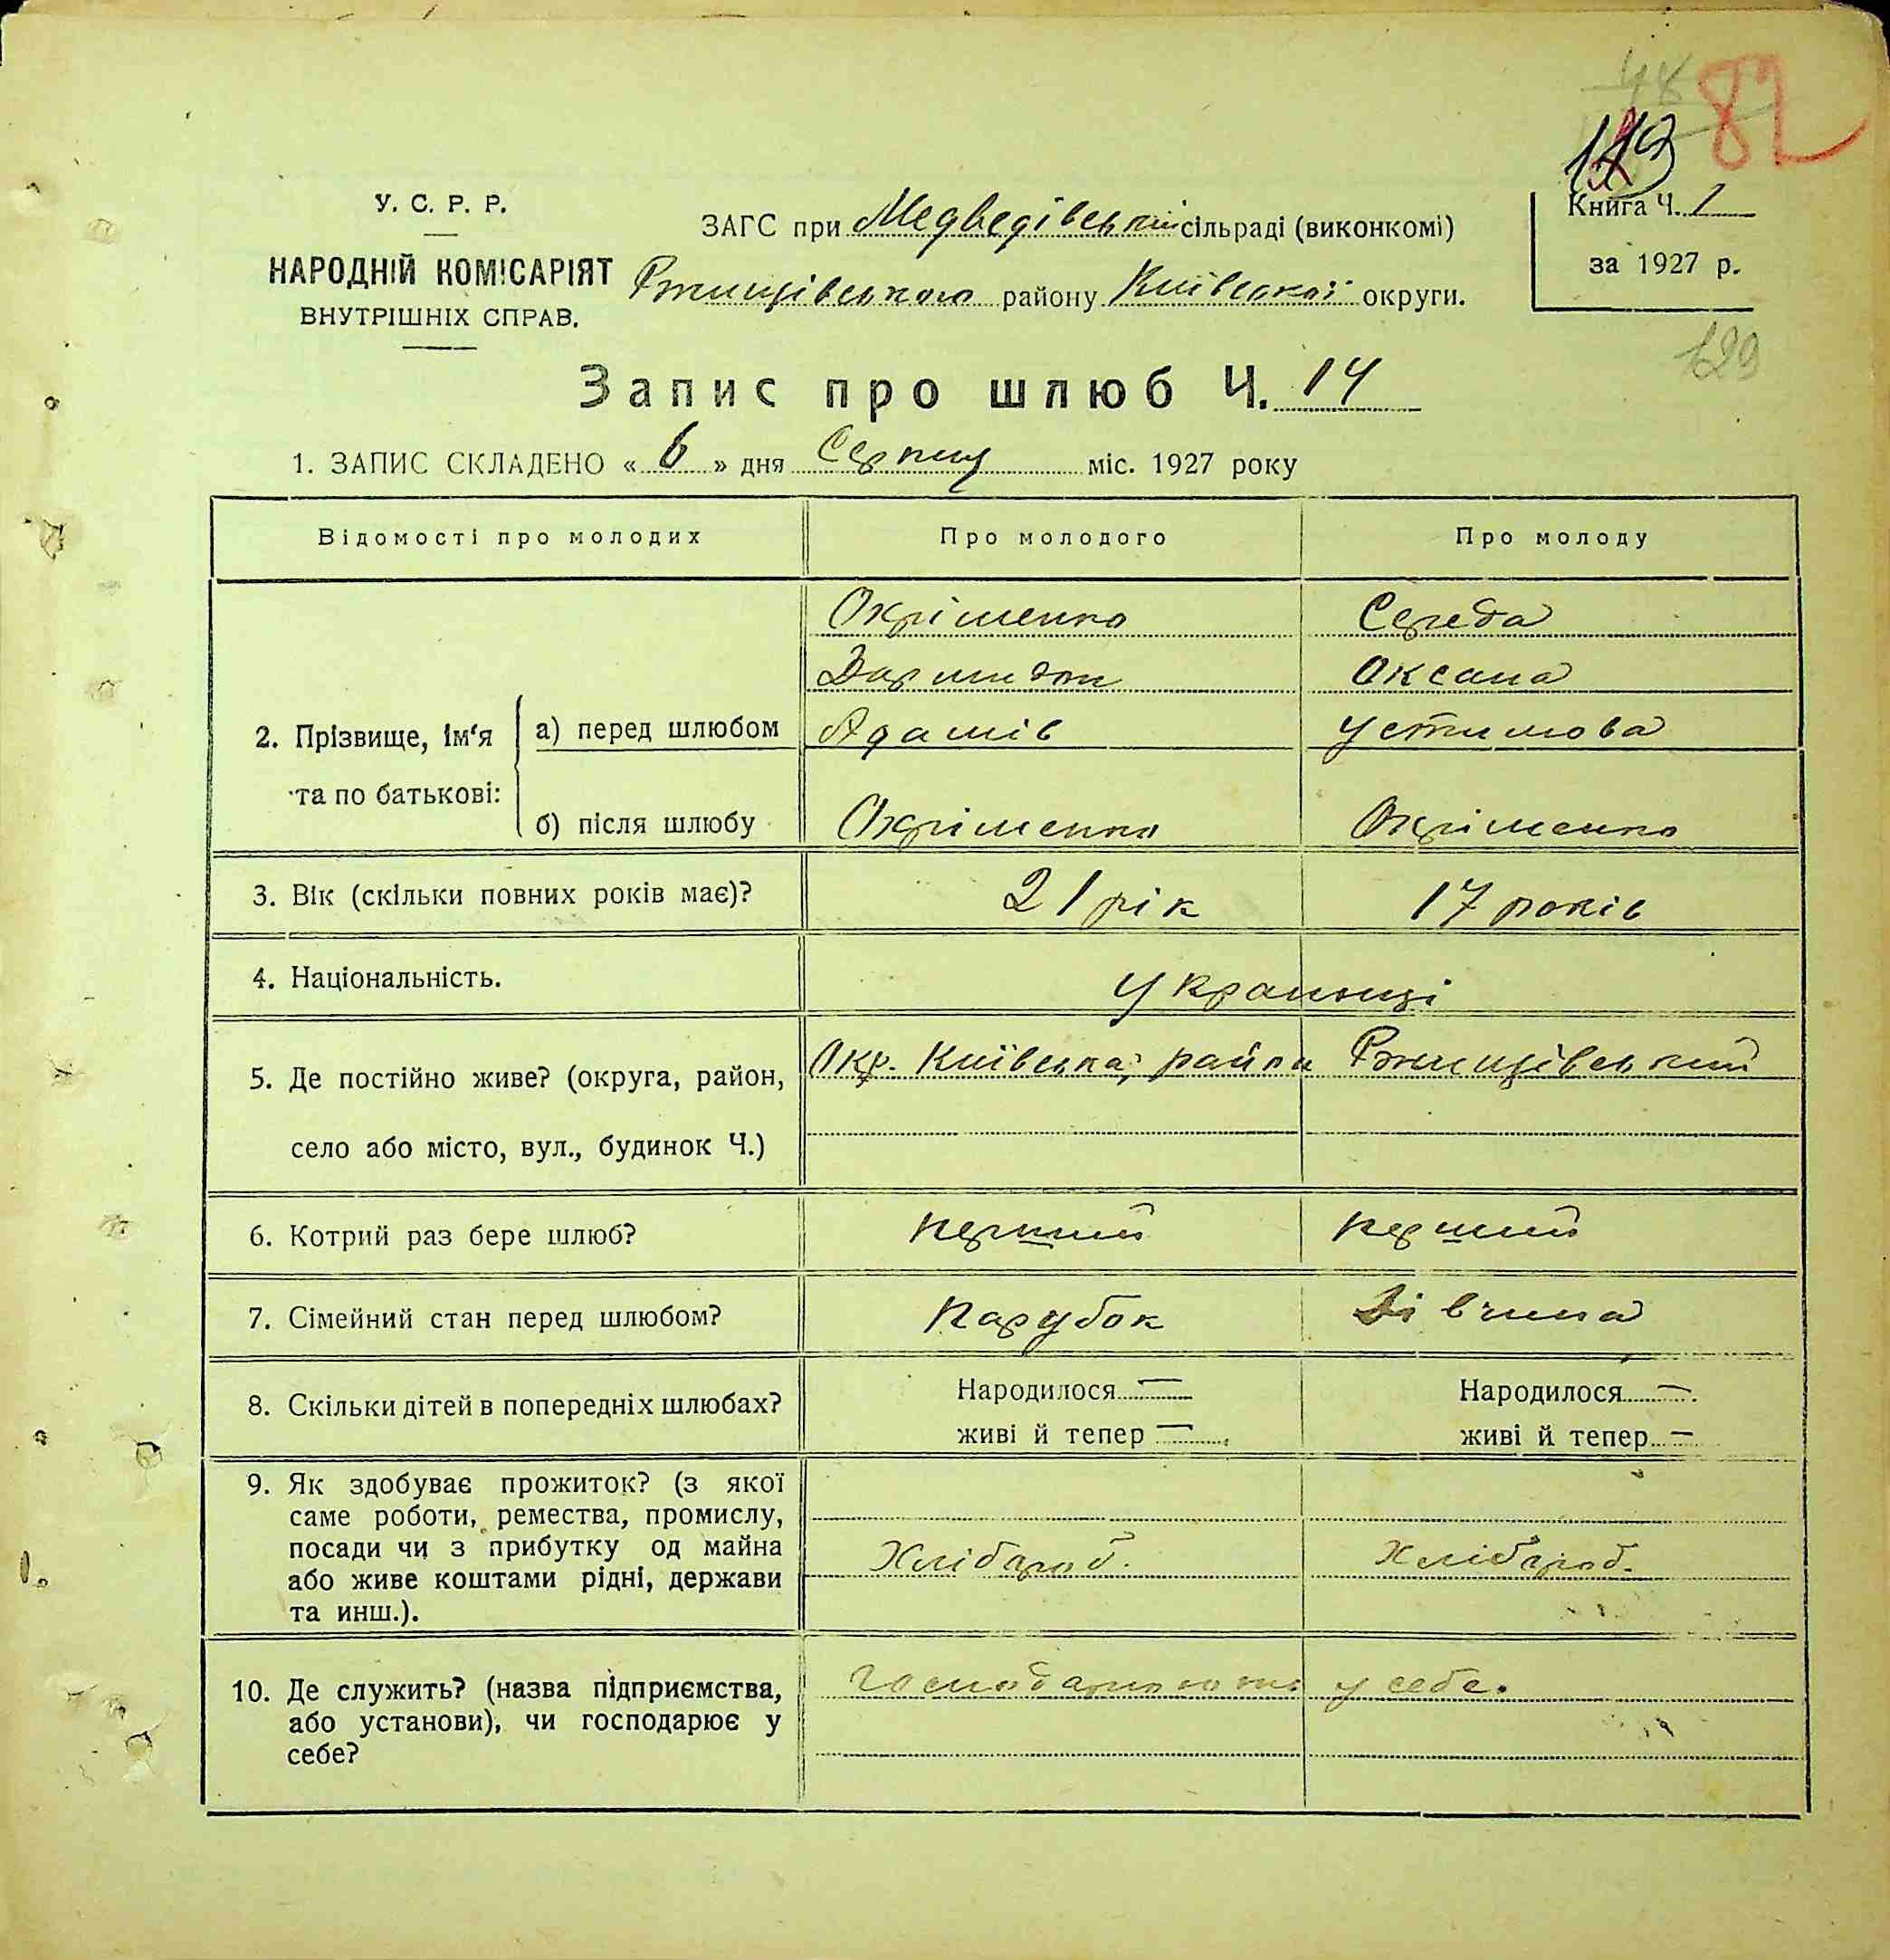 82
129
У. С. Р. Р.
НАРОДНІЙ КОМІСАРІЯТ
ВНУТРІШНІХ СПРАВ.
ЗАГС при Медведівській сільраді (виконкомі)
Ржищівського району Київської округи.
Книга Ч. 1
за 1927 р.
Запис про шлюб Ч. 14
1. ЗАПИС СКЛАДЕНО « 6 » дня Серпня міс. 1927 року
Відомості про молодих Про молодого Про молоду
Охріменко Середа
Оксана
2. Прізвище, ім'я та по батькові:
а) перед шлюбом Адамів Устимова
б) після шлюбу Охріменко Охріменко
3. Вік (скільки повних років має)? 21 рік 17 років
4. Національність. Українці
5. Де постійно живе? (округа, район, Окр. Київська, район Ржищівський
село або місто, вул., будинок Ч.)
6. Котрий раз бере шлюб? перший перший
7. Сімейний стан перед шлюбом? Парубок Дівчина
8. Скільки дітей в попередніх шлюбах? Народилося — Народилося —
живі й тепер — живі й тепер —
9. Як здобуває прожиток? (з якої
саме роботи, ремества, промислу,
посади чи з прибутку од майна Хлібароб. Хлібароб.
або живе коштами рідні, держави
та инш.).
10. Де служить? (назва підприємства, у себе.
або установи), чи господарює у
себе?